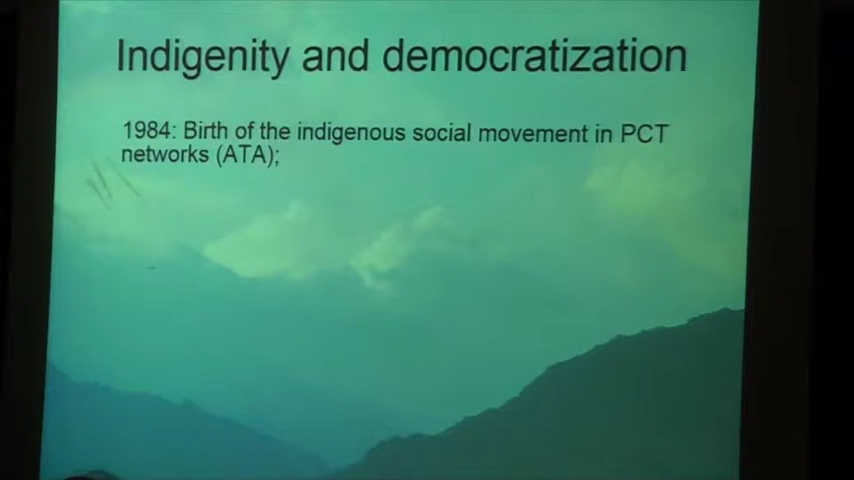 Indigenity and democratization
1984: Birth of the indigenous social movement in PCT
networks (ATA);